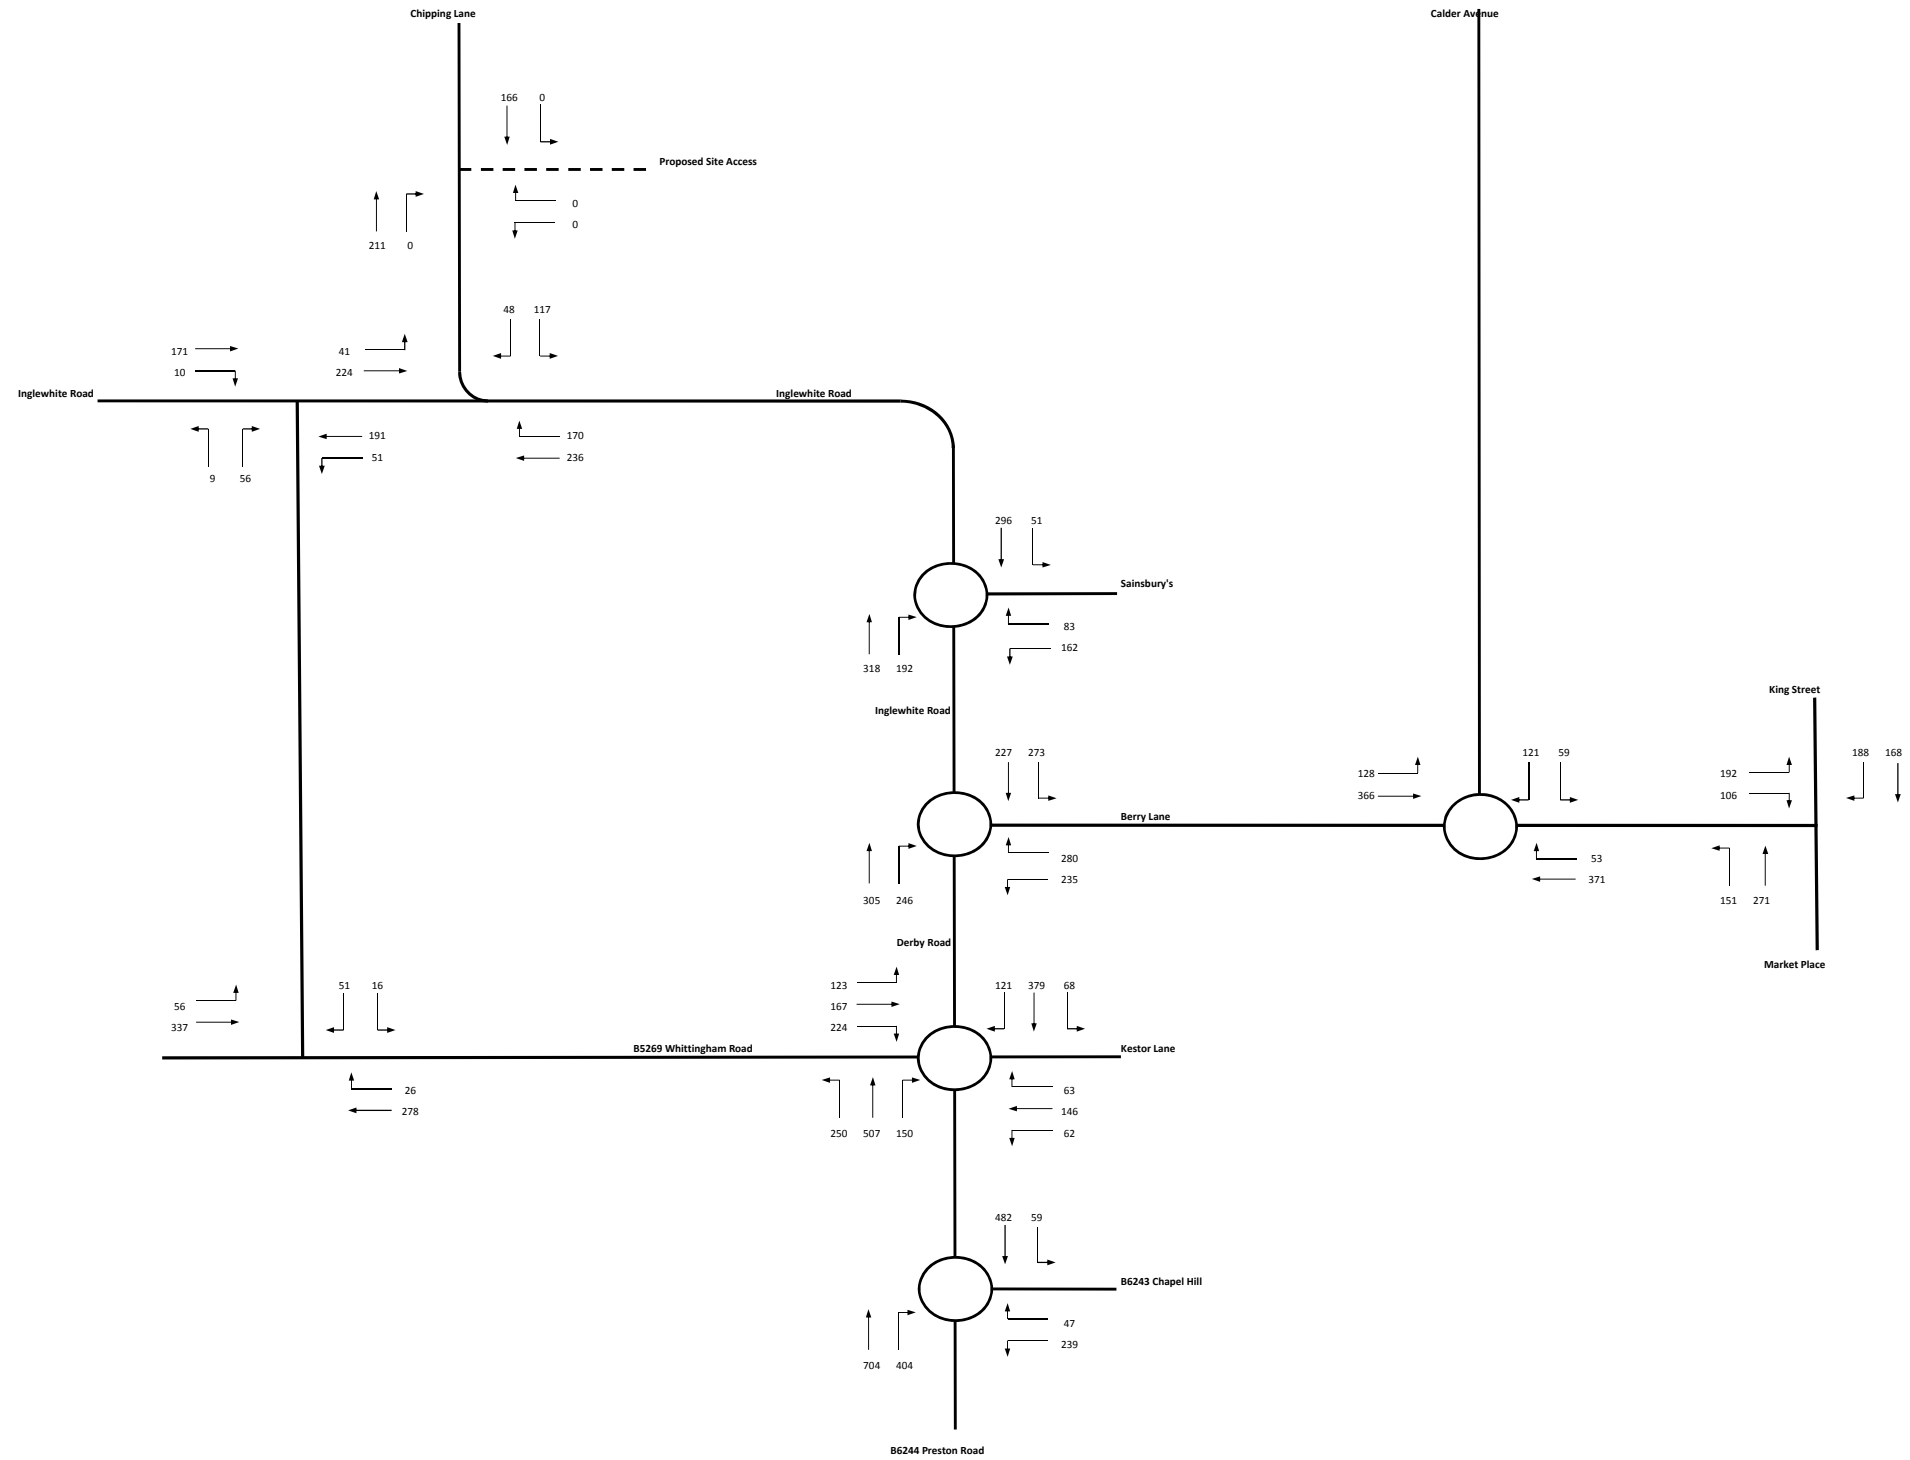 Chipping Lane
Calder Avenue
166 0
Proposed Site Access
0
0
211 0
48 117
171
10
41
224
Inglewhite Road
Inglewhite Road
191
51
170
236
9 56
296 51
Sainsbury's
83
162
318 192
Inglewhite Road
King Street
227 273
121 59
188 168
128
366
192
106
Berry Lane
280
235
53
371
305 246
151 271
Derby Road
Market Place
56
337
51 16
123
167
224
121 379 68
B5269 Whittingham Road
Kestor Lane
26
278
63
146
62
250 507 150
482 59
B6243 Chapel Hill
47
239
704 404
B6244 Preston Road